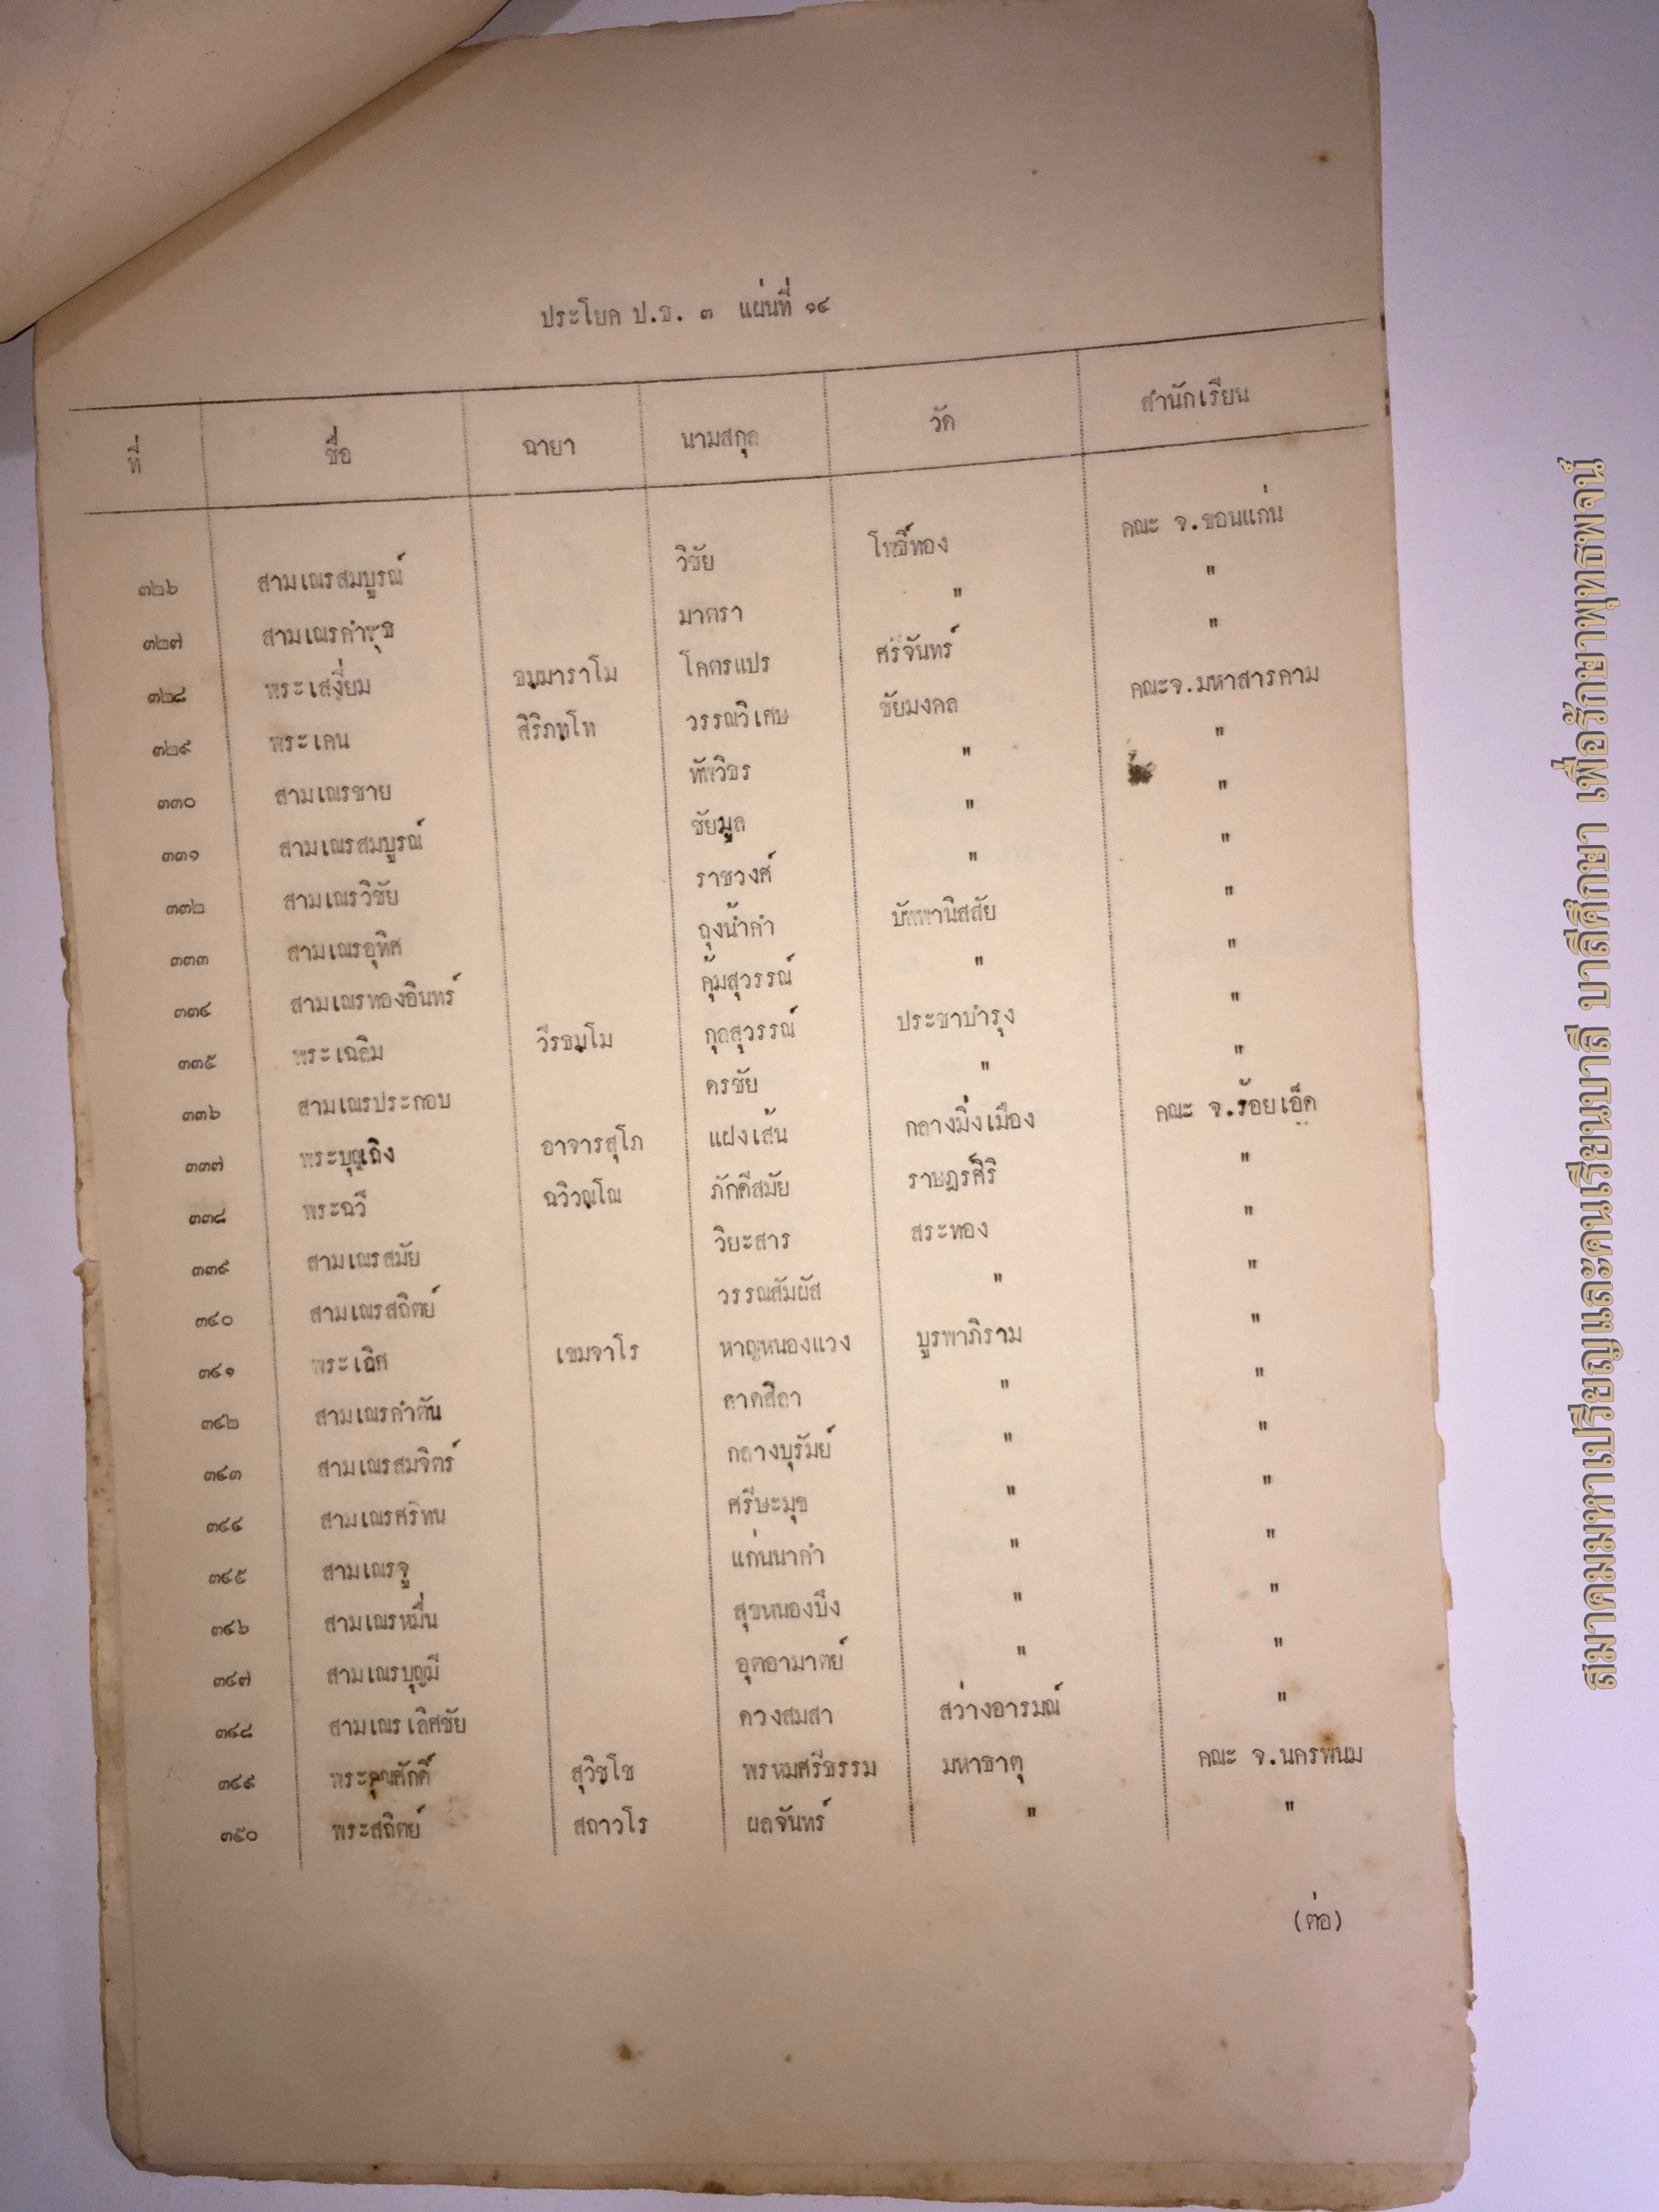 ประโยค ป.ธ. ๓ แผ่นที่ ๑๔
ที่ ชื่อ ฉายา นามสกุล วัด สำนักเรียน
๓๒๖ สามเณรสมบูรณ์ วิชัย โพธิ์ทอง คณะ จ.ขอนแก่น
๓๒๗ สามเณรคำพุธ มาตรา " "
๓๒๘ พระเสงี่ยม ธมฺมาราโม โคตรแปร ศรีจันทร์ "
๓๒๙ พระเคน สิริภทฺโท วรรณวิเศษ ชัยมงคล คณะจ.มหาสารคาม
๓๓๐ สามเณรชาย ทัพวิธร " "
๓๓๑ สามเณรสมบูรณ์ ชัยมูล " "
๓๓๒ สามเณรวิชัย ราชวงศ์ " "
๓๓๓ สามเณรอุทิศ ถุงน้ำคำ บัพพานิสสัย "
๓๓๔ สามเณรทองอินทร์ คุ้มสุวรรณ์ " "
๓๓๕ พระเฉลิม วีรธมฺโม กุลสุวรรณ์ ประชาบำรุง "
๓๓๖ สามเณรประกอบ ครชัย " "
๓๓๗ พระบุญถิง อาจารสุโภ แฝงเส้น กลางมิ่งเมือง คณะ จ.ร้อยเอ็ด
๓๓๘ พระฉวี ฉวิวณฺโณ ภักดีสมัย ราษฎร์ศิริ "
๓๓๙ สามเณรสมัย วิยะสาร สระทอง "
๓๔๐ สามเณรสถิตย์ วรรณสัมผัส " "
๓๔๑ พระเลิศ เขมจาโร หาญหนองแวง บูรพาภิราม "
๓๔๒ สามเณรคำตัน ลาดสีลา " "
๓๔๓ สามเณรสมจิตร์ กลางบุรัมย์ " "
๓๔๔ สามเณรศรีทน ศรีษะมุข " "
๓๔๕ สามเณรจู แก่นนาคำ " "
๓๔๖ สามเณรหมื่น สุขหนองบึง " "
๓๔๗ สามเณรบุญมี อุตอามาตย์ " "
๓๔๘ สามเณรเลิศชัย ดวงสมสา สว่างอารมณ์ "
๓๔๙ พระคุณศักดิ์ สุวิชฺโช พรหมศรีธรรม มหาธาตุ คณะ จ.นครพนม
๓๕๐ พระสถิตย์ สถาวโร ผลจันทร์ " "
(ต่อ)
สมาคมมหาเปรียญและคนเรียนบาลี บาลีศึกษา เพื่อรักษาพุทธพจน์